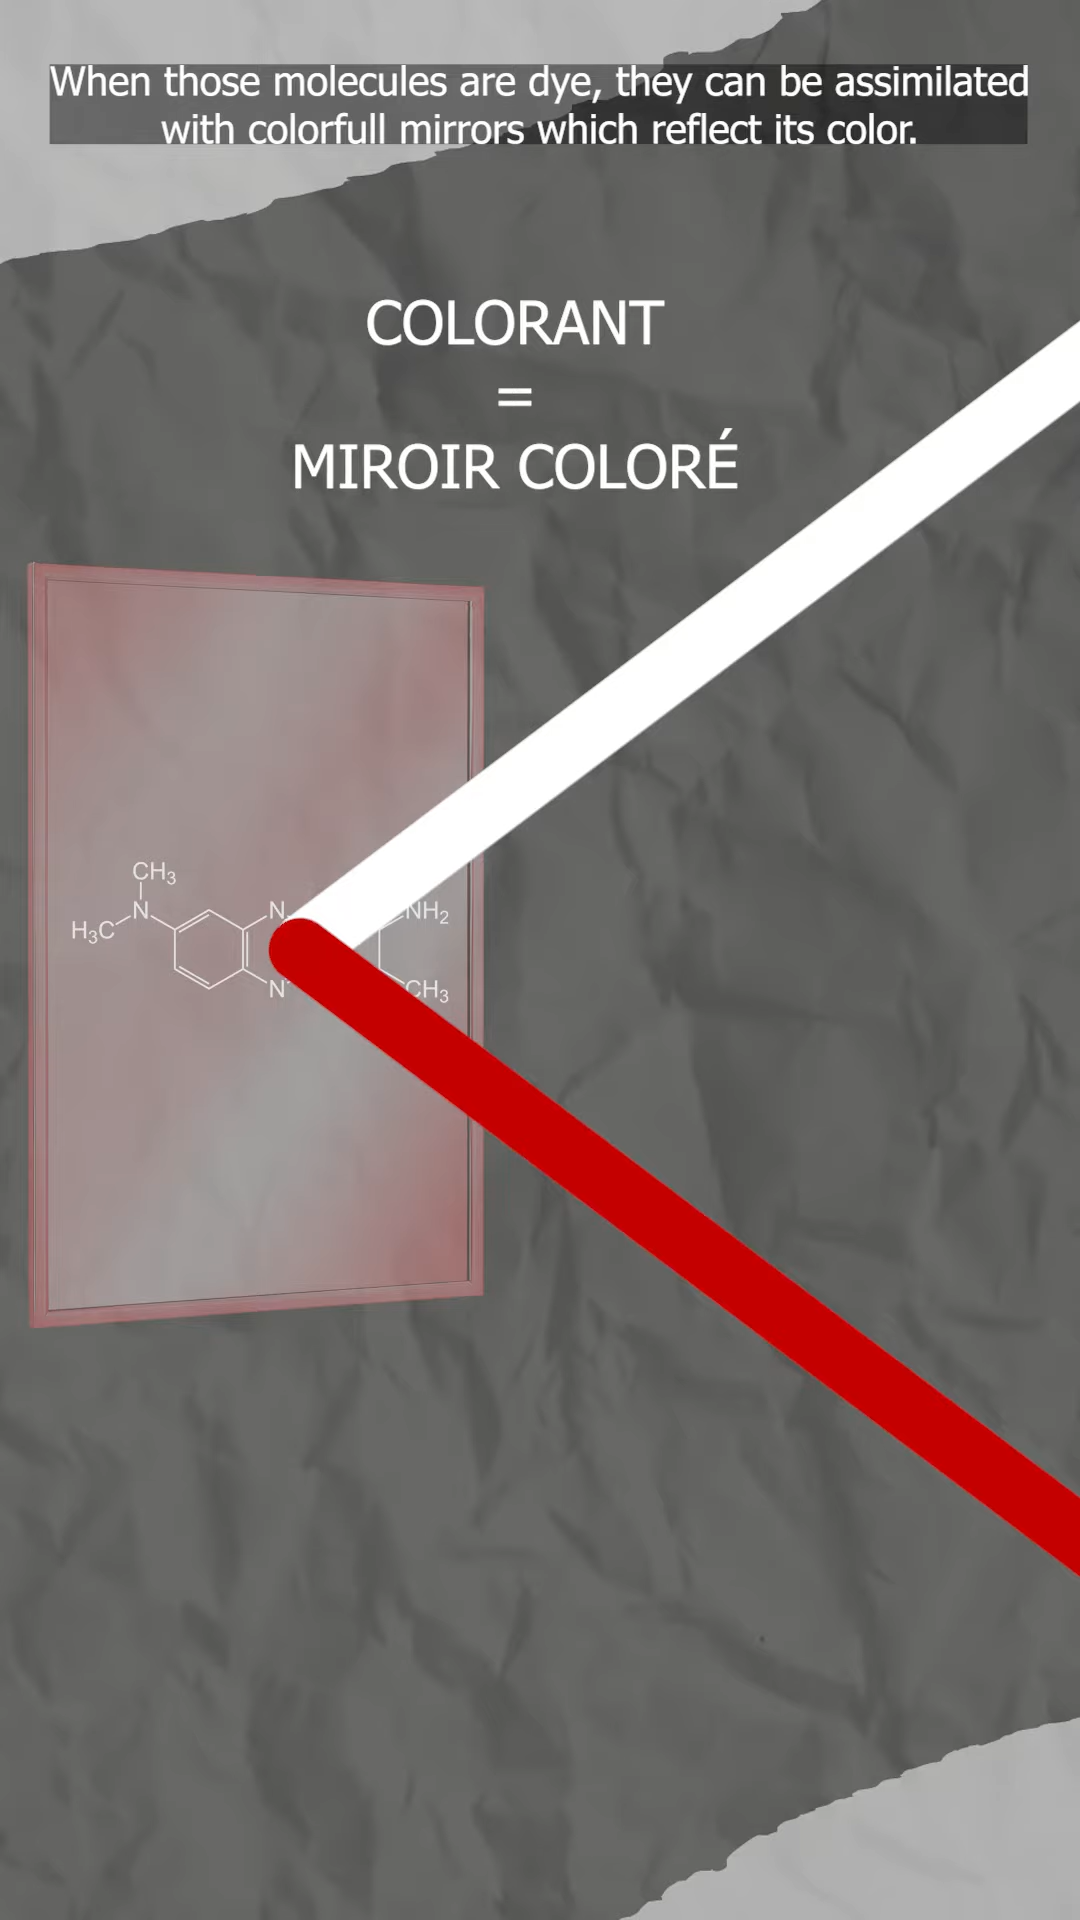 When those molecules are dye, they can be assimilated
with colorfull mirrors which reflect its color.
COLORANT
=
MIROIR COLORÉ
CH₃
N
H₃C
N
NH₂
N
CH₃